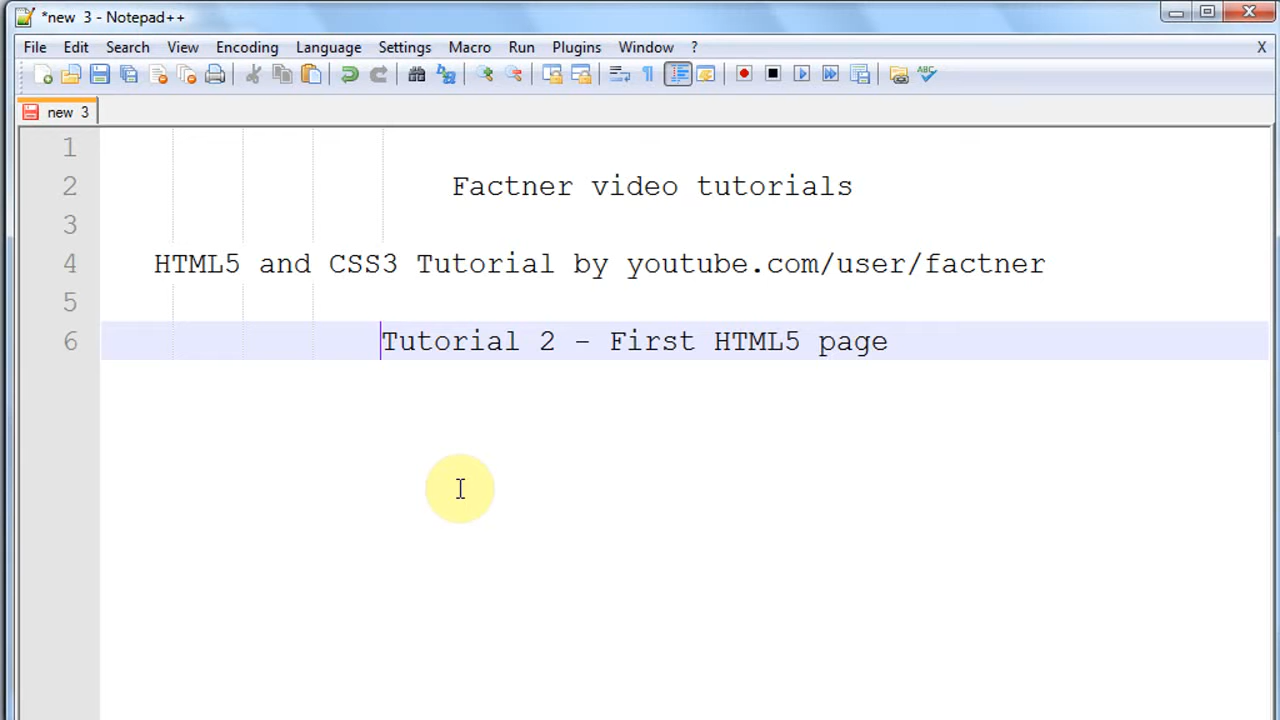 *new 3 - Notepad++
File Edit Search View Encoding Language Settings Macro Run Plugins Window ? X
ABC
new 3
1
2 Factner video tutorials
3
4 HTML5 and CSS3 Tutorial by youtube.com/user/factner
5
6 Tutorial 2 - First HTML5 page